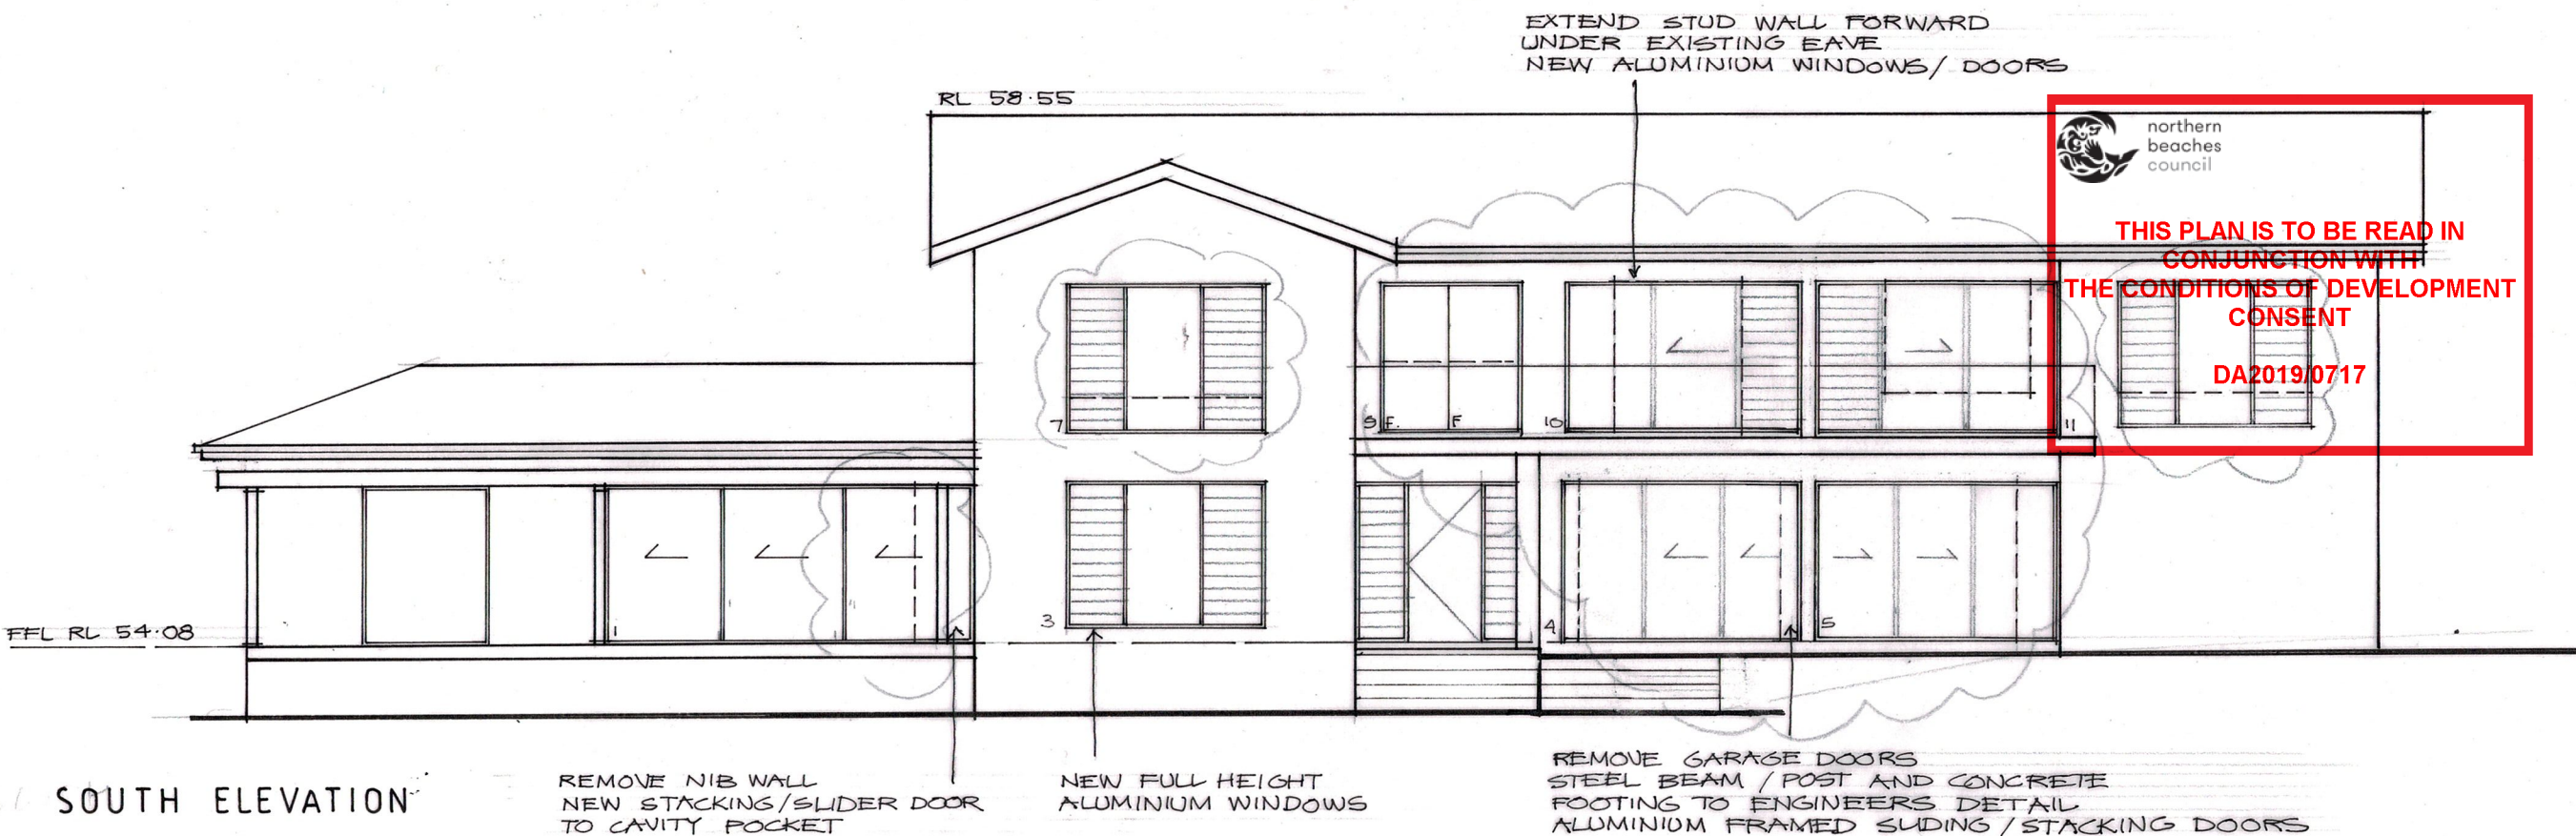 EXTEND STUD WALL FORWARD
UNDER EXISTING EAVE
NEW ALUMINIUM WINDOWS/ DOORS
RL 58·55
northern
beaches
council
THIS PLAN IS TO BE READ IN
CONJUNCTION WITH
THE CONDITIONS OF DEVELOPMENT
CONSENT
DA2019/0717
7
9 F. F
10
11
FFL RL 54·08
1
3
4
5
SOUTH ELEVATION
REMOVE NIB WALL
NEW STACKING/SLIDER DOOR
TO CAVITY POCKET
NEW FULL HEIGHT
ALUMINIUM WINDOWS
REMOVE GARAGE DOORS
STEEL BEAM / POST AND CONCRETE
FOOTING TO ENGINEERS DETAIL
ALUMINIUM FRAMED SLIDING / STACKING DOORS